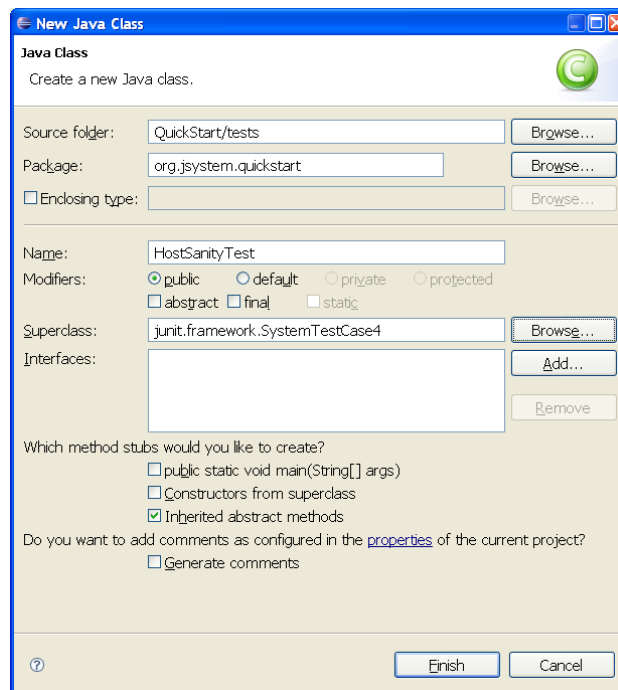 New Java Class
Java Class
Create a new Java class.
C
Source folder: QuickStart/tests Browse...
Package: org.jsystem.quickstart Browse...
Enclosing type: Browse...
Name: HostSanityTest
Modifiers: public default private protected
abstract final static
Superclass: junit.framework.SystemTestCase4 Browse...
Interfaces: Add...
Remove
Which method stubs would you like to create?
public static void main(String[] args)
Constructors from superclass
Inherited abstract methods
Do you want to add comments as configured in the properties of the current project?
Generate comments
? Finish Cancel